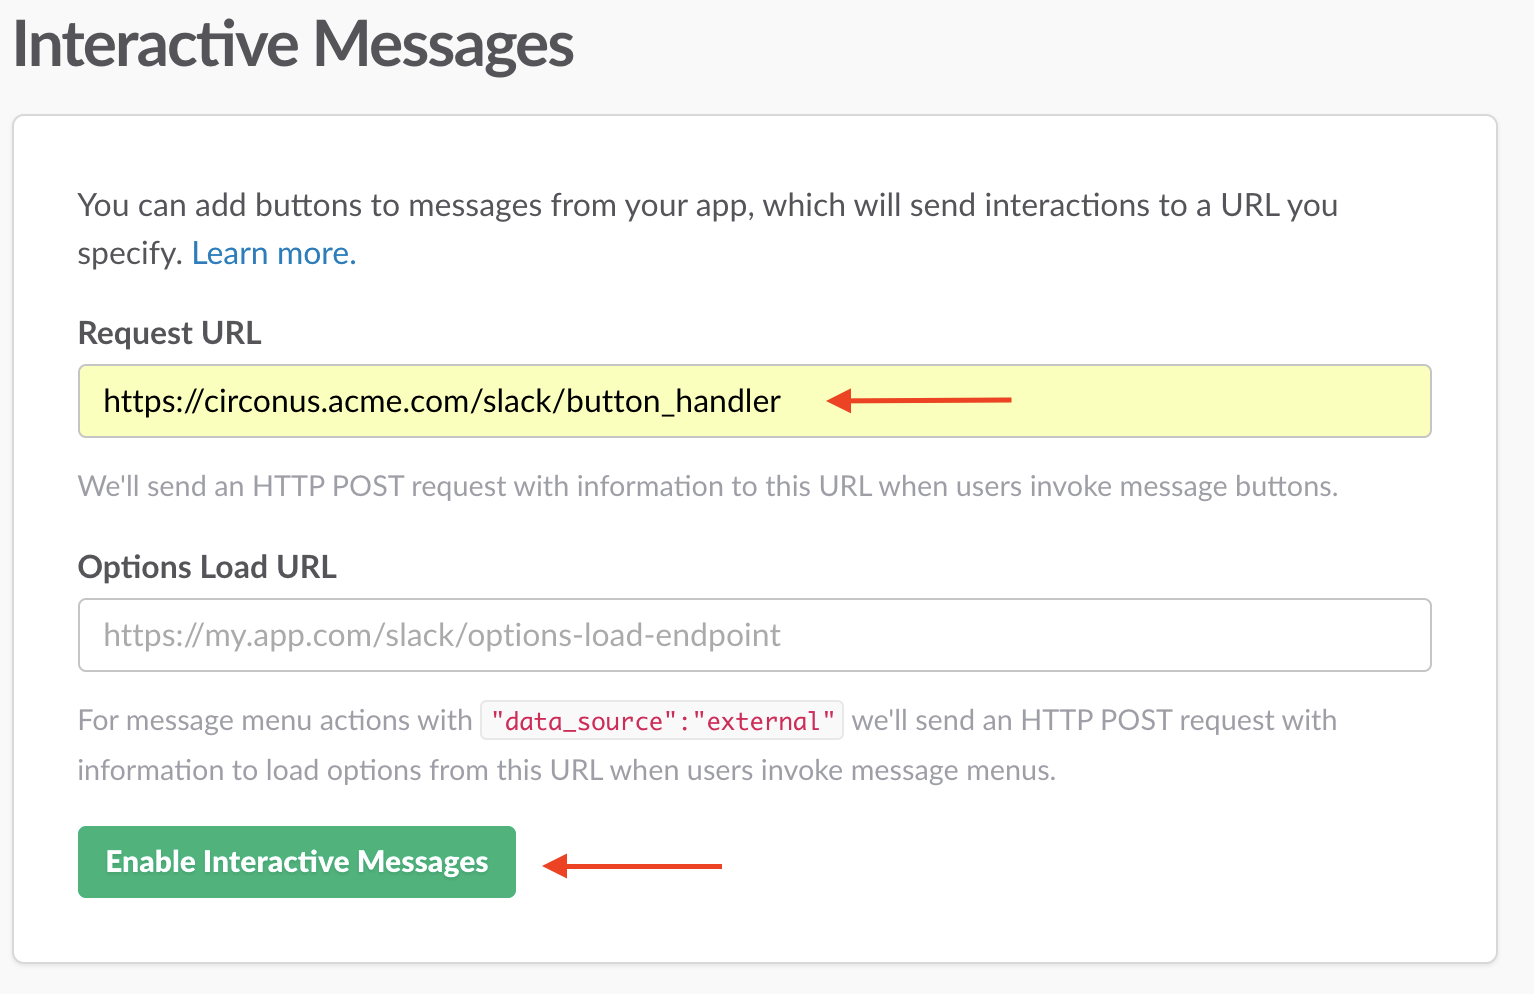 Interactive Messages
You can add buttons to messages from your app, which will send interactions to a URL you
specify. Learn more.
Request URL
https://circonus.acme.com/slack/button_handler
We'll send an HTTP POST request with information to this URL when users invoke message buttons.
Options Load URL
https://my.app.com/slack/options-load-endpoint
For message menu actions with "data_source":"external" we'll send an HTTP POST request with
information to load options from this URL when users invoke message menus.
Enable Interactive Messages